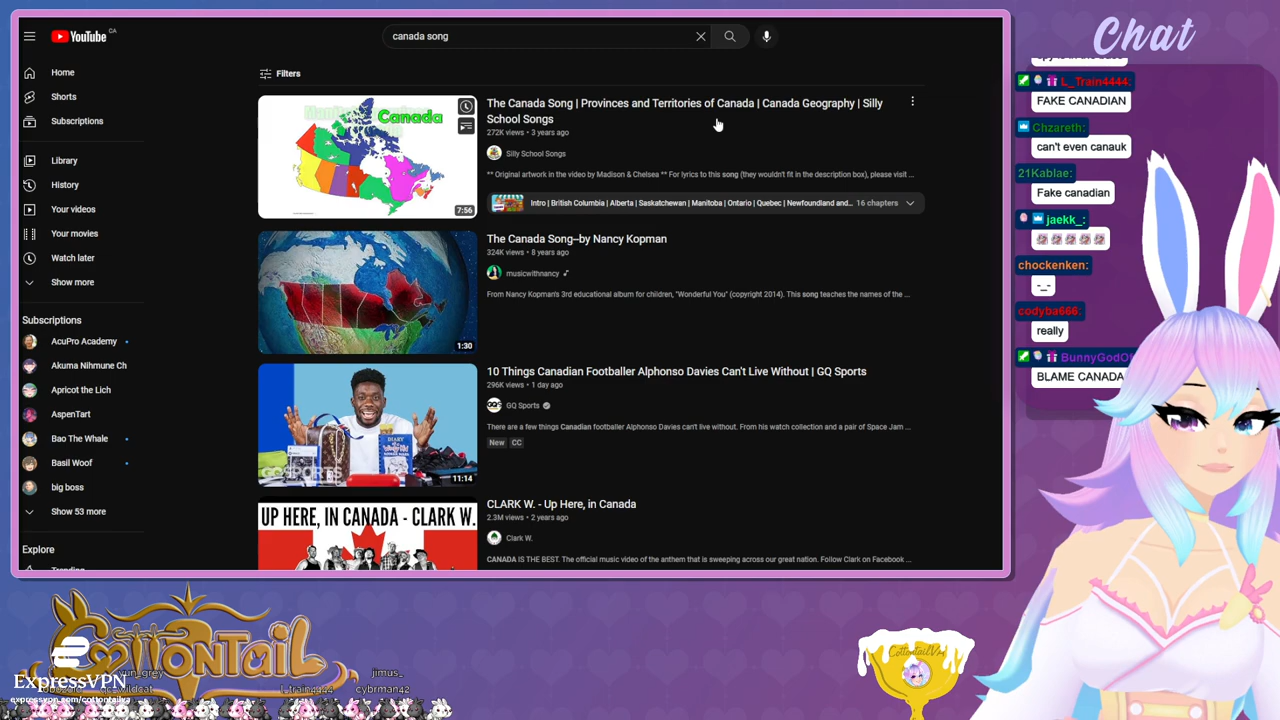 YouTube CA
canada song
Chat
Home
Shorts
Subscriptions
Library
History
Your videos
Your movies
Watch later
Show more
Subscriptions
AcuPro Academy
Akuma Nihmune Ch
Apricot the Lich
AspenTart
Bao The Whale
Basil Woof
big boss
Show 53 more
Explore
Filters
Canada
7:56
The Canada Song | Provinces and Territories of Canada | Canada Geography | Silly
School Songs
272K views • 3 years ago
Silly School Songs
** Original artwork in the video by Madison & Chelsea ** For lyrics to this song (they wouldn't fit in the description box), please visit ...
Intro | British Columbia | Alberta | Saskatchewan | Manitoba | Ontario | Quebec | Newfoundland and... 16 chapters
1:30
The Canada Song--by Nancy Kopman
324K views • 8 years ago
musicwithnancy
From Nancy Kopman's 3rd educational album for children, "Wonderful You" (copyright 2014). This song teaches the names of the ...
GQ SPORTS
11:14
10 Things Canadian Footballer Alphonso Davies Can't Live Without | GQ Sports
296K views • 1 day ago
GQ Sports
There are a few things Canadian footballer Alphonso Davies can't live without. From his watch collection and a pair of Space Jam ...
New CC
UP HERE, IN CANADA - CLARK W.
CLARK W. - Up Here, in Canada
2.3M views • 2 years ago
Clark W.
CANADA IS THE BEST. The official music video of the anthem that is sweeping across our great nation. Follow Clark on Facebook ...
L_Train4444:
FAKE CANADIAN
Chzareth:
can't even canauk
21Kablae:
Fake canadian
jaekk_:
chockenken:
-_-
codyba666:
really
BunnyGodOf
BLAME CANADA
CottonTail
ExpressVPN
expressvpn.com/cottontailva
jimus_
l_train4444
cybrman42
CottontailVA